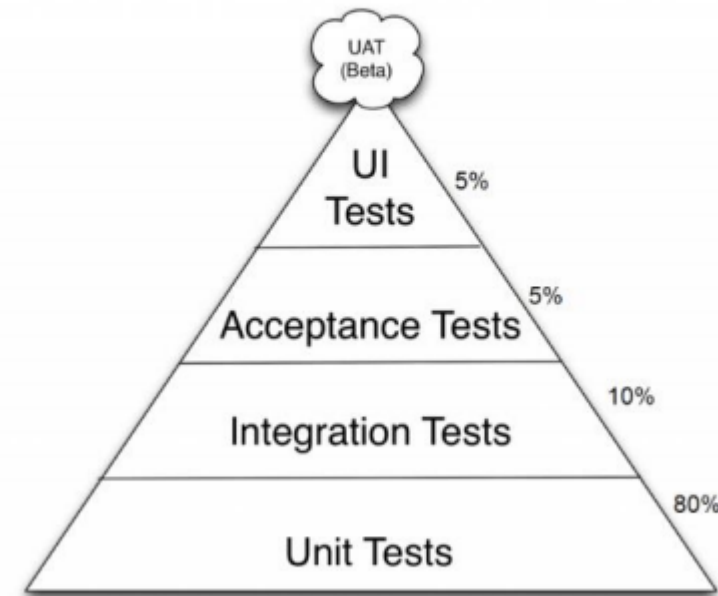 UAT
(Beta)
UI
Tests
5%
5%
Acceptance Tests
10%
Integration Tests
80%
Unit Tests